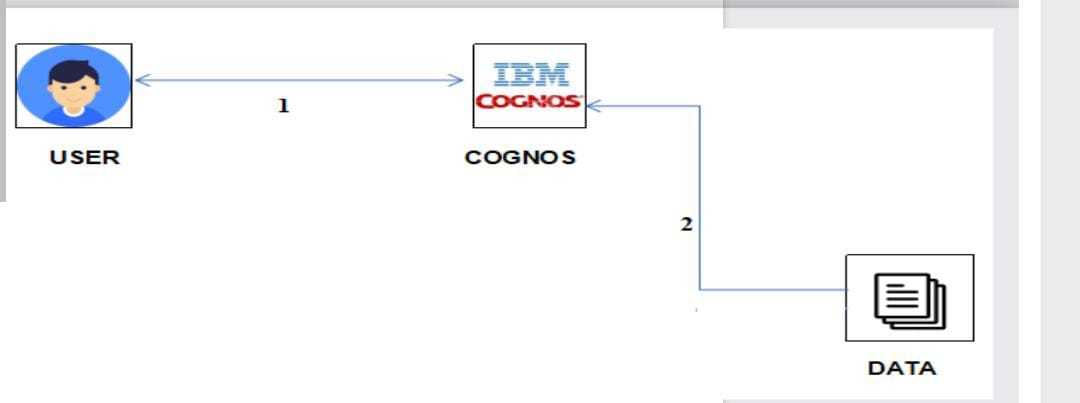 IBM
COGNOS
1
USER
COGNOS
2
DATA